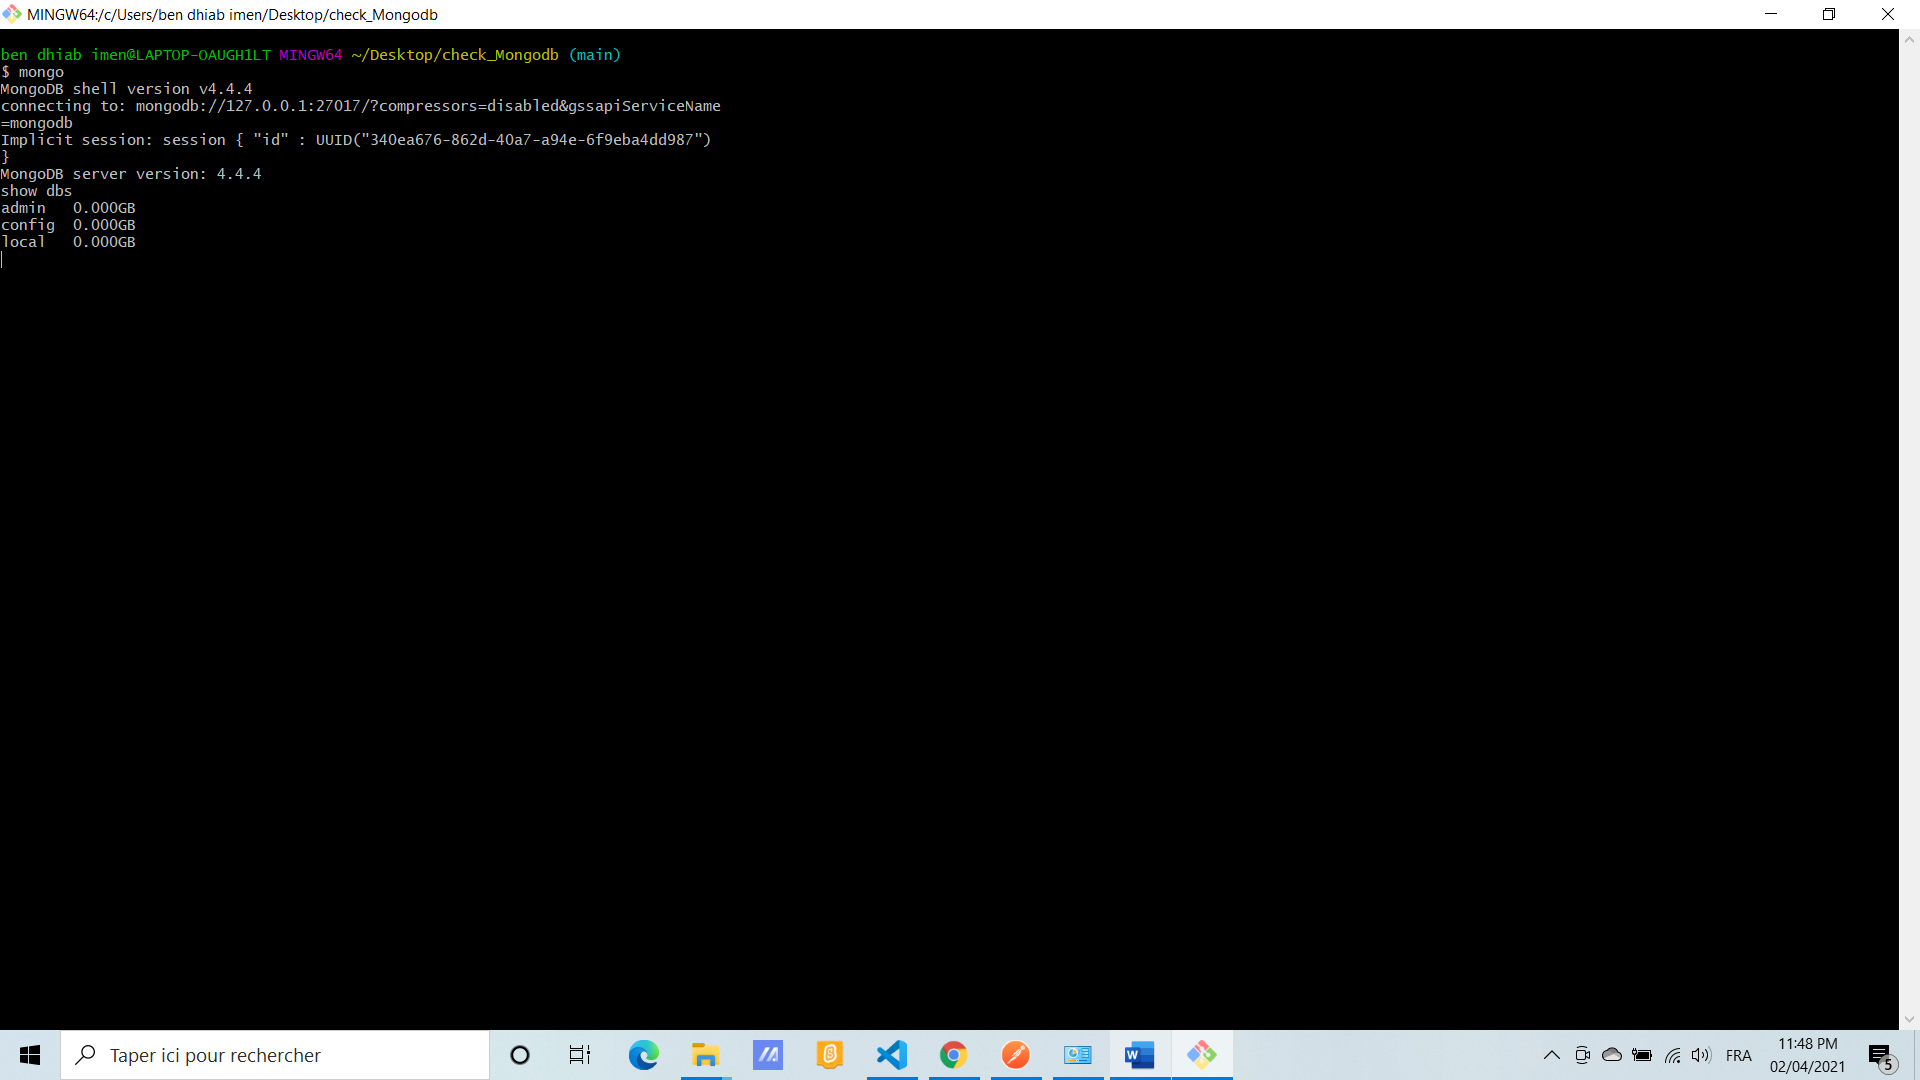 MINGW64:/c/Users/ben dhiab imen/Desktop/check_Mongodb
ben dhiab imen@LAPTOP-OAUGH1LT MINGW64 ~/Desktop/check_Mongodb (main)
$ mongo
MongoDB shell version v4.4.4
connecting to: mongodb://127.0.0.1:27017/?compressors=disabled&gssapiServiceName
=mongodb
Implicit session: session { "id" : UUID("340ea676-862d-40a7-a94e-6f9eba4dd987")
}
MongoDB server version: 4.4.4
show dbs
admin   0.000GB
config  0.000GB
local   0.000GB
Taper ici pour rechercher
W
FRA
11:48 PM
02/04/2021
5